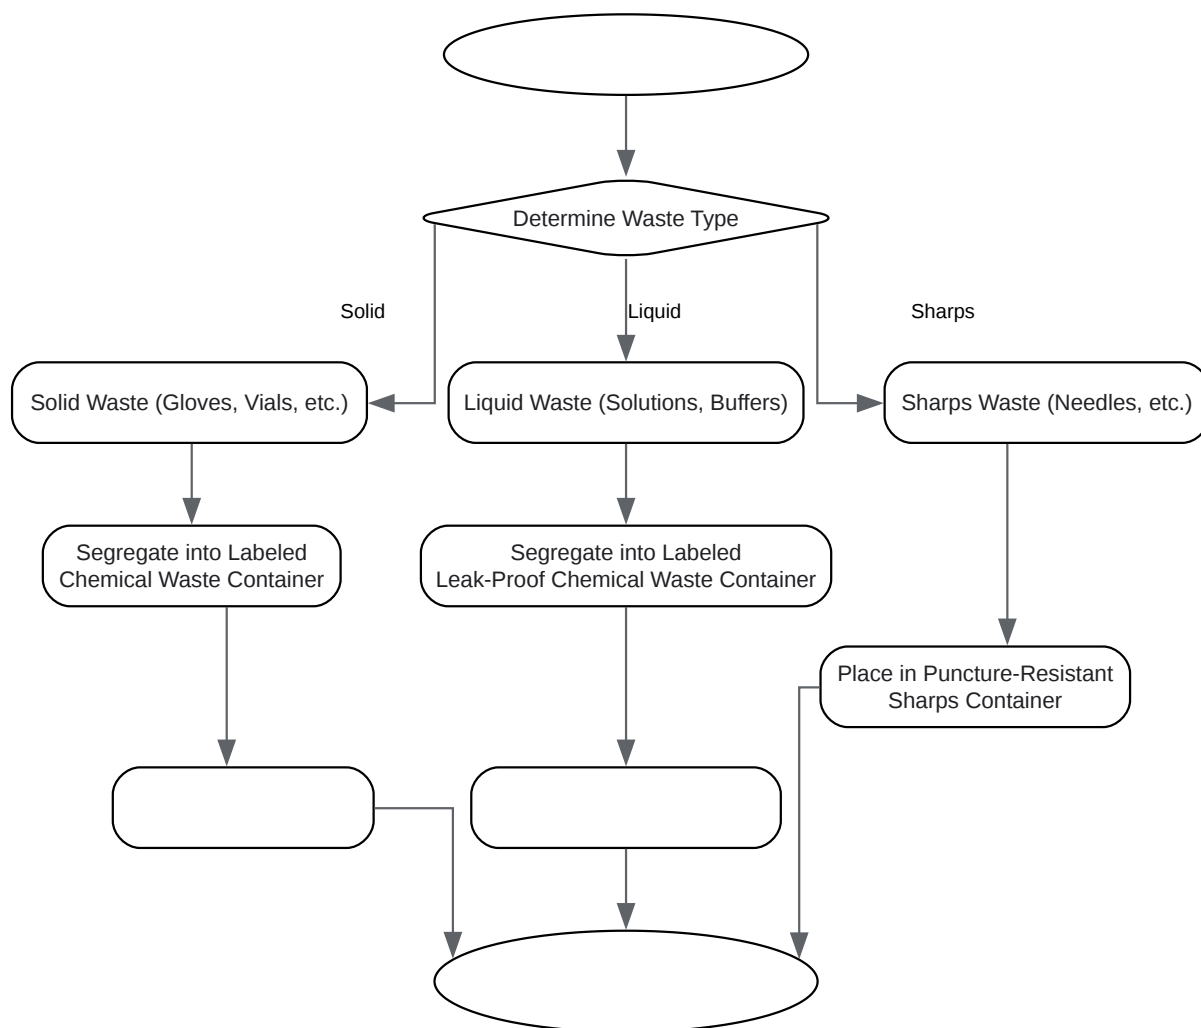 Determine Waste Type
Solid
Liquid
Sharps
Solid Waste (Gloves, Vials, etc.)
Liquid Waste (Solutions, Buffers)
Sharps Waste (Needles, etc.)
Segregate into Labeled
Chemical Waste Container
Segregate into Labeled
Leak-Proof Chemical Waste Container
Place in Puncture-Resistant
Sharps Container